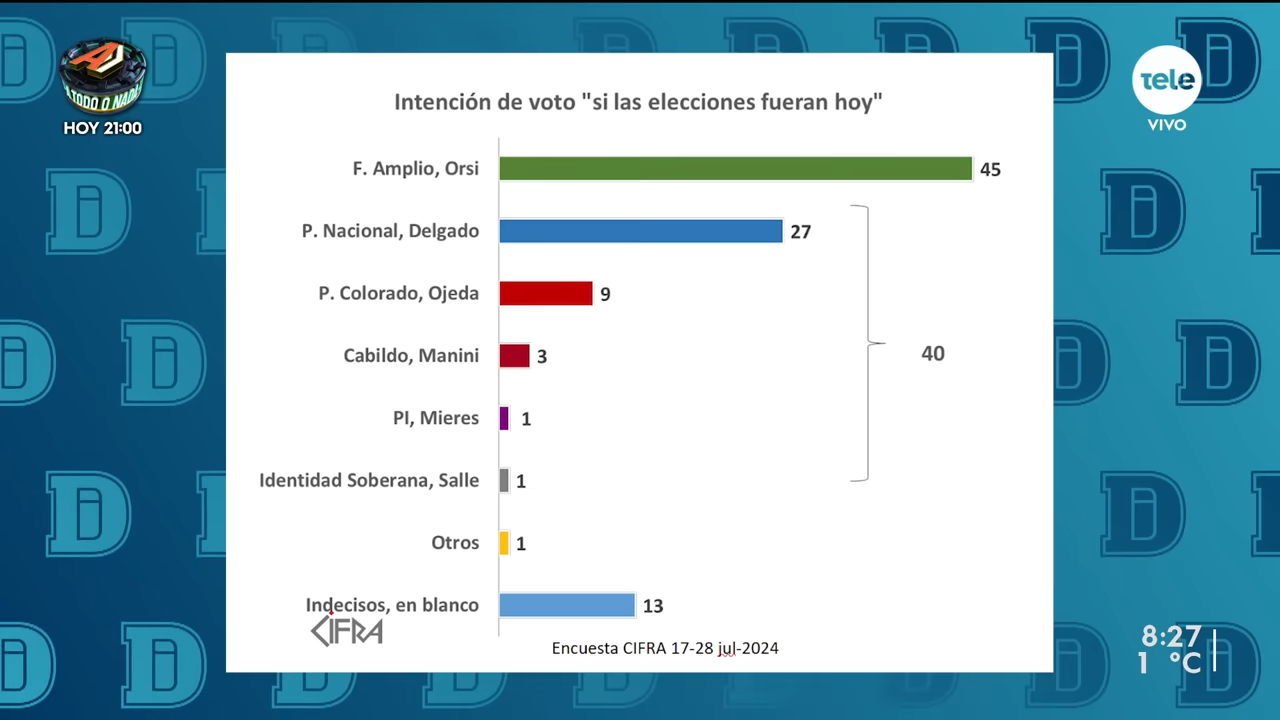 Intención de voto "si las elecciones fueran hoy"
F. Amplio, Orsi 45
P. Nacional, Delgado 27
P. Colorado, Ojeda 9
Cabildo, Manini 3
PI, Mieres 1
Identidad Soberana, Salle 1
Otros 1
Indecisos, en blanco 13
40
CIFRA
Encuesta CIFRA 17-28 jul-2024
A TODO O NADA
HOY 21:00
tele
VIVO
8:27
1 °C